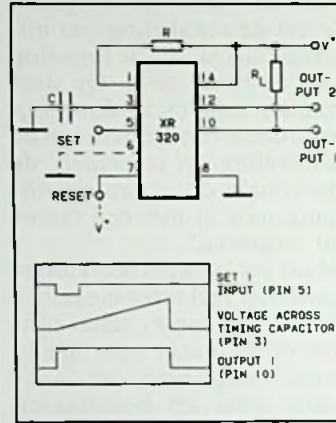 R
V+
1
14
RL
OUT-
PUT 2
C
3
12
5
XR
320
10
OUT-
PUT 1
SET 1
6
7
8
RESET
V+
SET 1
INPUT (PIN 5)
VOLTAGE ACROSS
TIMING CAPACITOR
(PIN 3)
OUTPUT 1
(PIN 10)